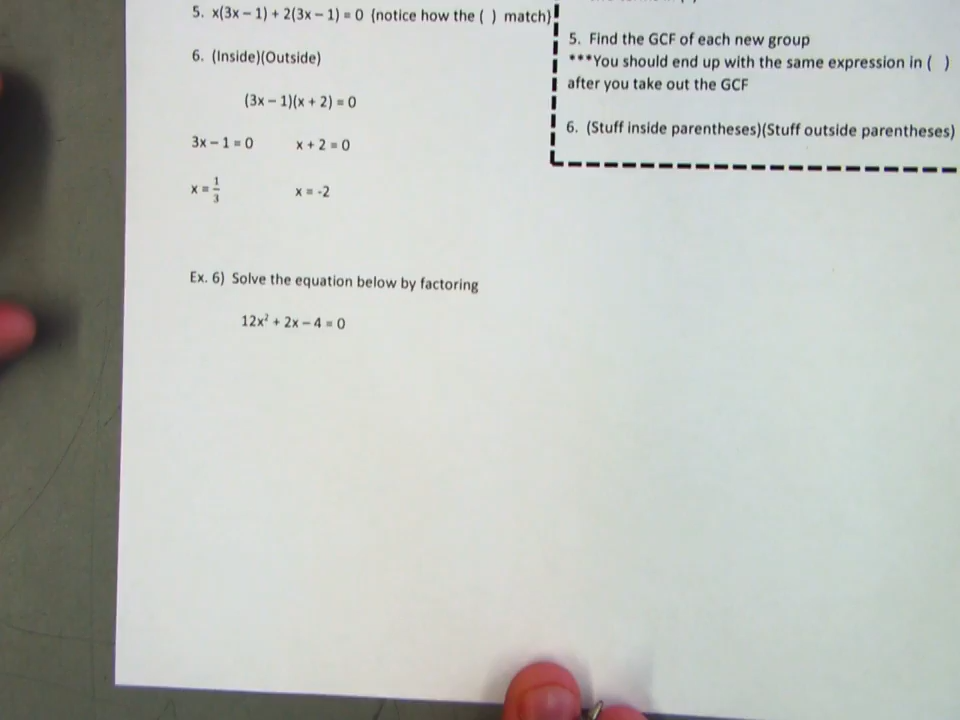 5. x(3x – 1) + 2(3x – 1) = 0 {notice how the ( ) match}
6. (Inside)(Outside)
(3x – 1)(x + 2) = 0
3x – 1 = 0 x + 2 = 0
x = 1/3 x = -2
5. Find the GCF of each new group
***You should end up with the same expression in ( )
after you take out the GCF
6. (Stuff inside parentheses)(Stuff outside parentheses)
Ex. 6) Solve the equation below by factoring
12x² + 2x – 4 = 0